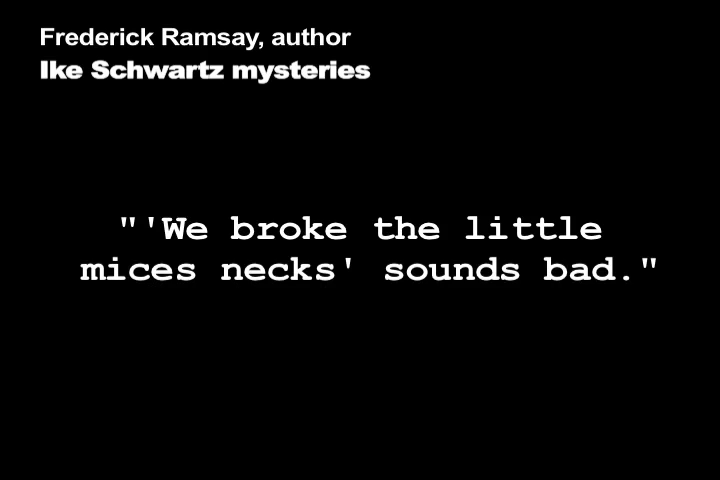 Frederick Ramsay, author
Ike Schwartz mysteries
"'We broke the little
mices necks' sounds bad."